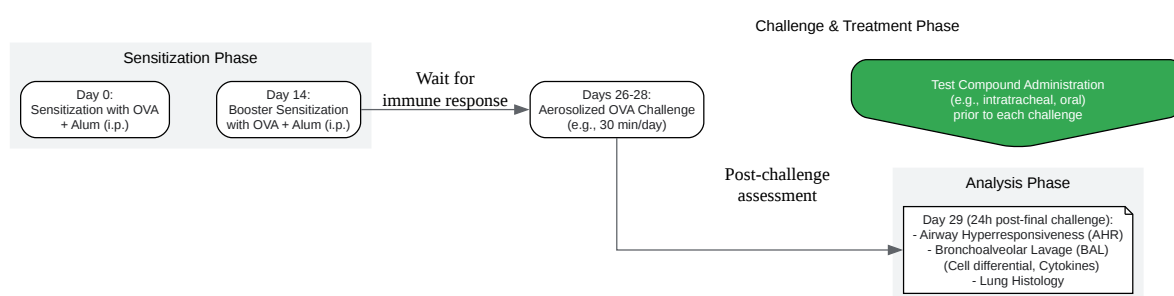 Challenge & Treatment Phase
Sensitization Phase
Day 0:
Sensitization with OVA
+ Alum (i.p.)
Day 14:
Booster Sensitization
with OVA + Alum (i.p.)
Wait for
immune response
Days 26-28:
Aerosolized OVA Challenge
(e.g., 30 min/day)
Test Compound Administration
(e.g., intratracheal, oral)
prior to each challenge
Post-challenge
assessment
Analysis Phase
Day 29 (24h post-final challenge):
- Airway Hyperresponsiveness (AHR)
- Bronchoalveolar Lavage (BAL)
(Cell differential, Cytokines)
- Lung Histology